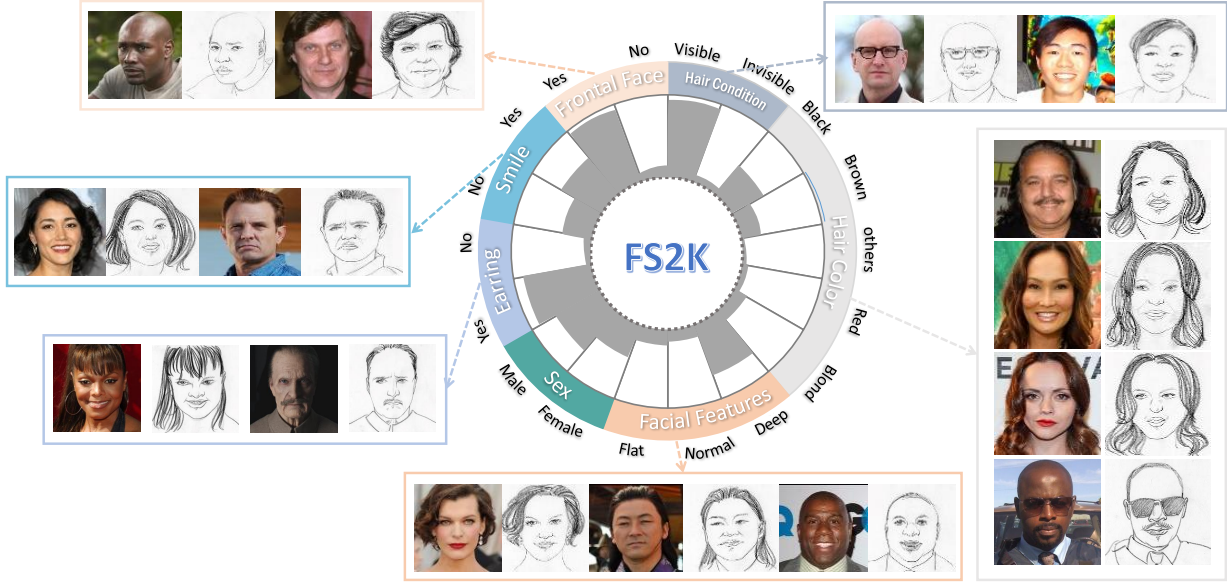 No
Visible
Invisible
Black
Brown
others
Red
Blond
Deep
Normal
Flat
Female
Male
Yes
No
No
Yes
Yes
Frontal Face
Hair Condition
Hair Color
Facial Features
Sex
Earring
Smile
FS2K